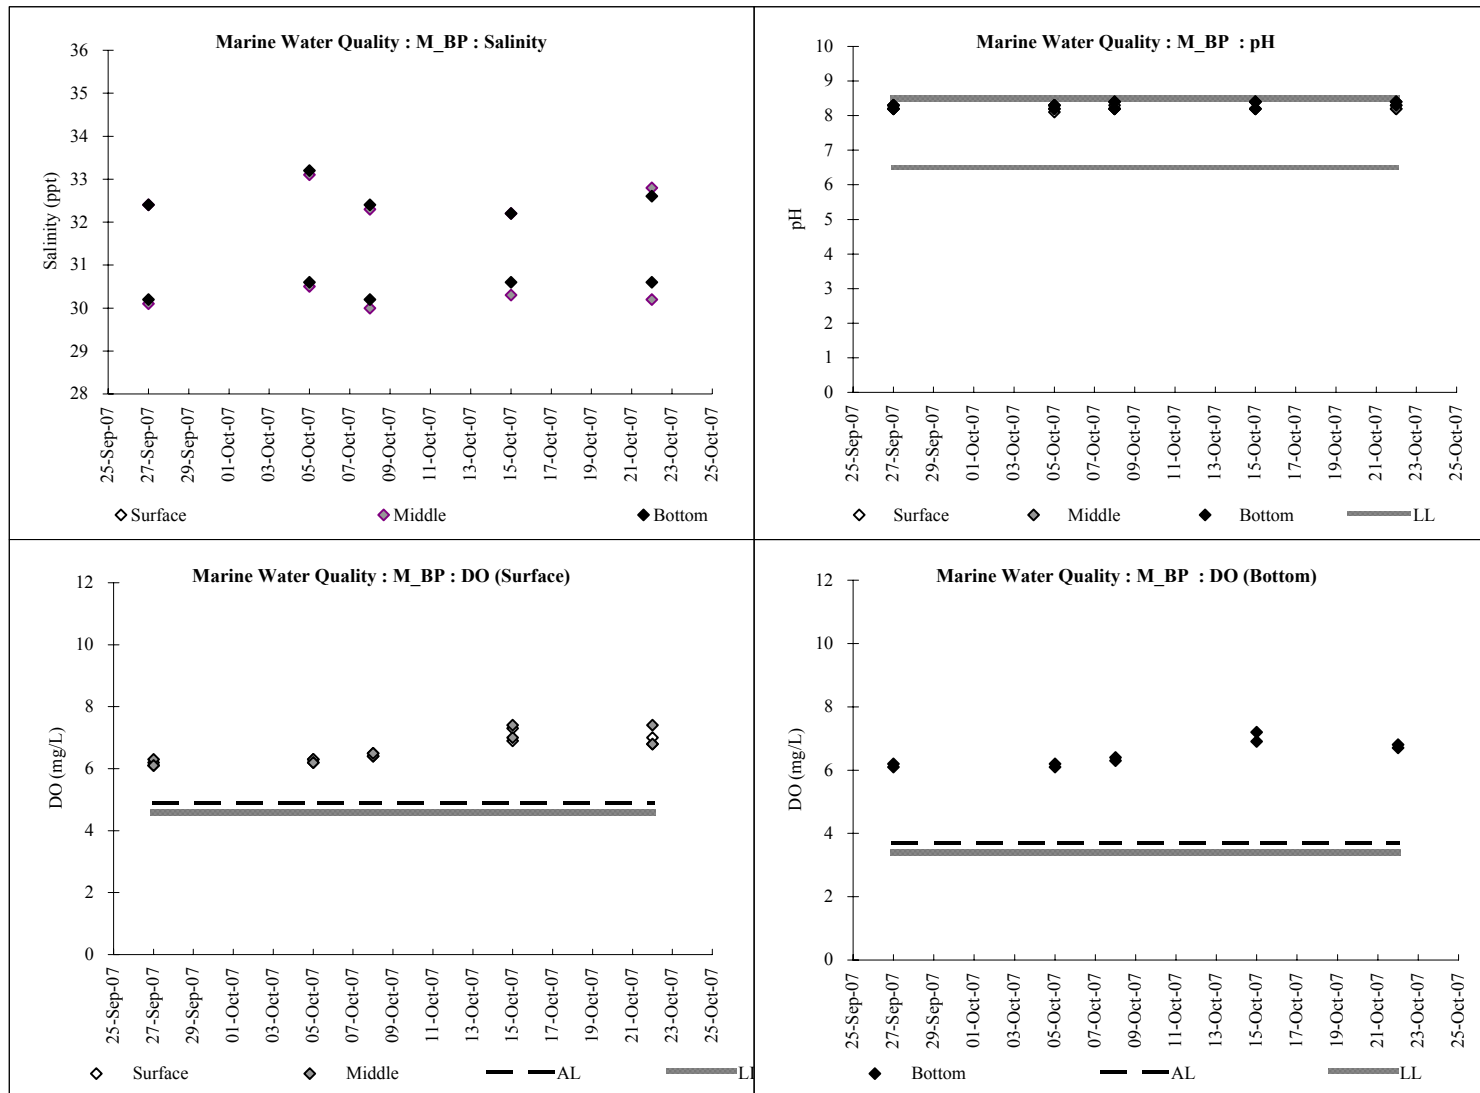 Marine Water Quality : M_BP : Salinity
36
35
34
33
32
31
30
29
28
Salinity (ppt)
25-Sep-07
27-Sep-07
29-Sep-07
01-Oct-07
03-Oct-07
05-Oct-07
07-Oct-07
09-Oct-07
11-Oct-07
13-Oct-07
15-Oct-07
17-Oct-07
19-Oct-07
21-Oct-07
23-Oct-07
25-Oct-07
Surface Middle Bottom
Marine Water Quality : M_BP : pH
10
9
8
7
6
5
4
3
2
1
0
pH
25-Sep-07
27-Sep-07
29-Sep-07
01-Oct-07
03-Oct-07
05-Oct-07
07-Oct-07
09-Oct-07
11-Oct-07
13-Oct-07
15-Oct-07
17-Oct-07
19-Oct-07
21-Oct-07
23-Oct-07
25-Oct-07
Surface Middle Bottom LL
Marine Water Quality : M_BP : DO (Surface)
12
10
8
6
4
2
0
DO (mg/L)
25-Sep-07
27-Sep-07
29-Sep-07
01-Oct-07
03-Oct-07
05-Oct-07
07-Oct-07
09-Oct-07
11-Oct-07
13-Oct-07
15-Oct-07
17-Oct-07
19-Oct-07
21-Oct-07
23-Oct-07
25-Oct-07
Surface Middle AL LL
Marine Water Quality : M_BP : DO (Bottom)
12
10
8
6
4
2
0
DO (mg/L)
25-Sep-07
27-Sep-07
29-Sep-07
01-Oct-07
03-Oct-07
05-Oct-07
07-Oct-07
09-Oct-07
11-Oct-07
13-Oct-07
15-Oct-07
17-Oct-07
19-Oct-07
21-Oct-07
23-Oct-07
25-Oct-07
Bottom AL LL